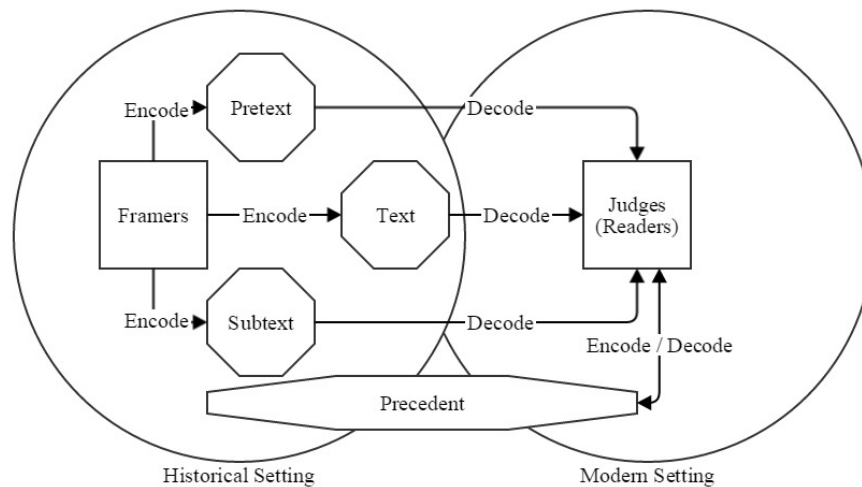 Encode
Pretext
Decode
Framers
Encode
Text
Decode
Judges
(Readers)
Encode
Subtext
Decode
Encode / Decode
Precedent
Historical Setting
Modern Setting